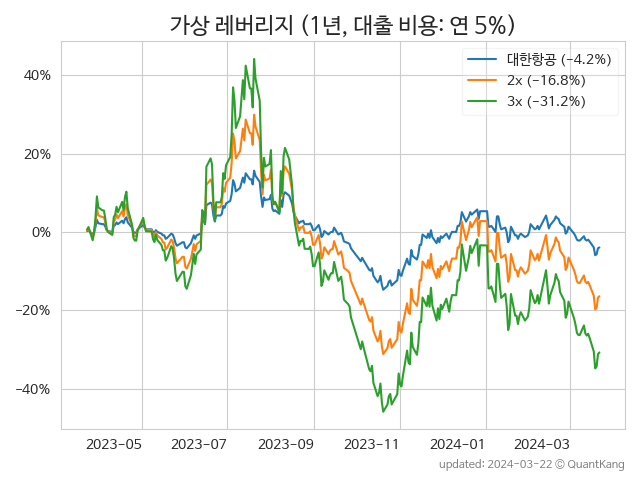 가상 레버리지 (1년, 대출 비용: 연 5%)
대한항공 (−4.2%)
2x (−16.8%)
3x (−31.2%)
40%
20%
0%
−20%
−40%
2023-05 2023-07 2023-09 2023-11 2024-01 2024-03
updated: 2024-03-22 © QuantKang